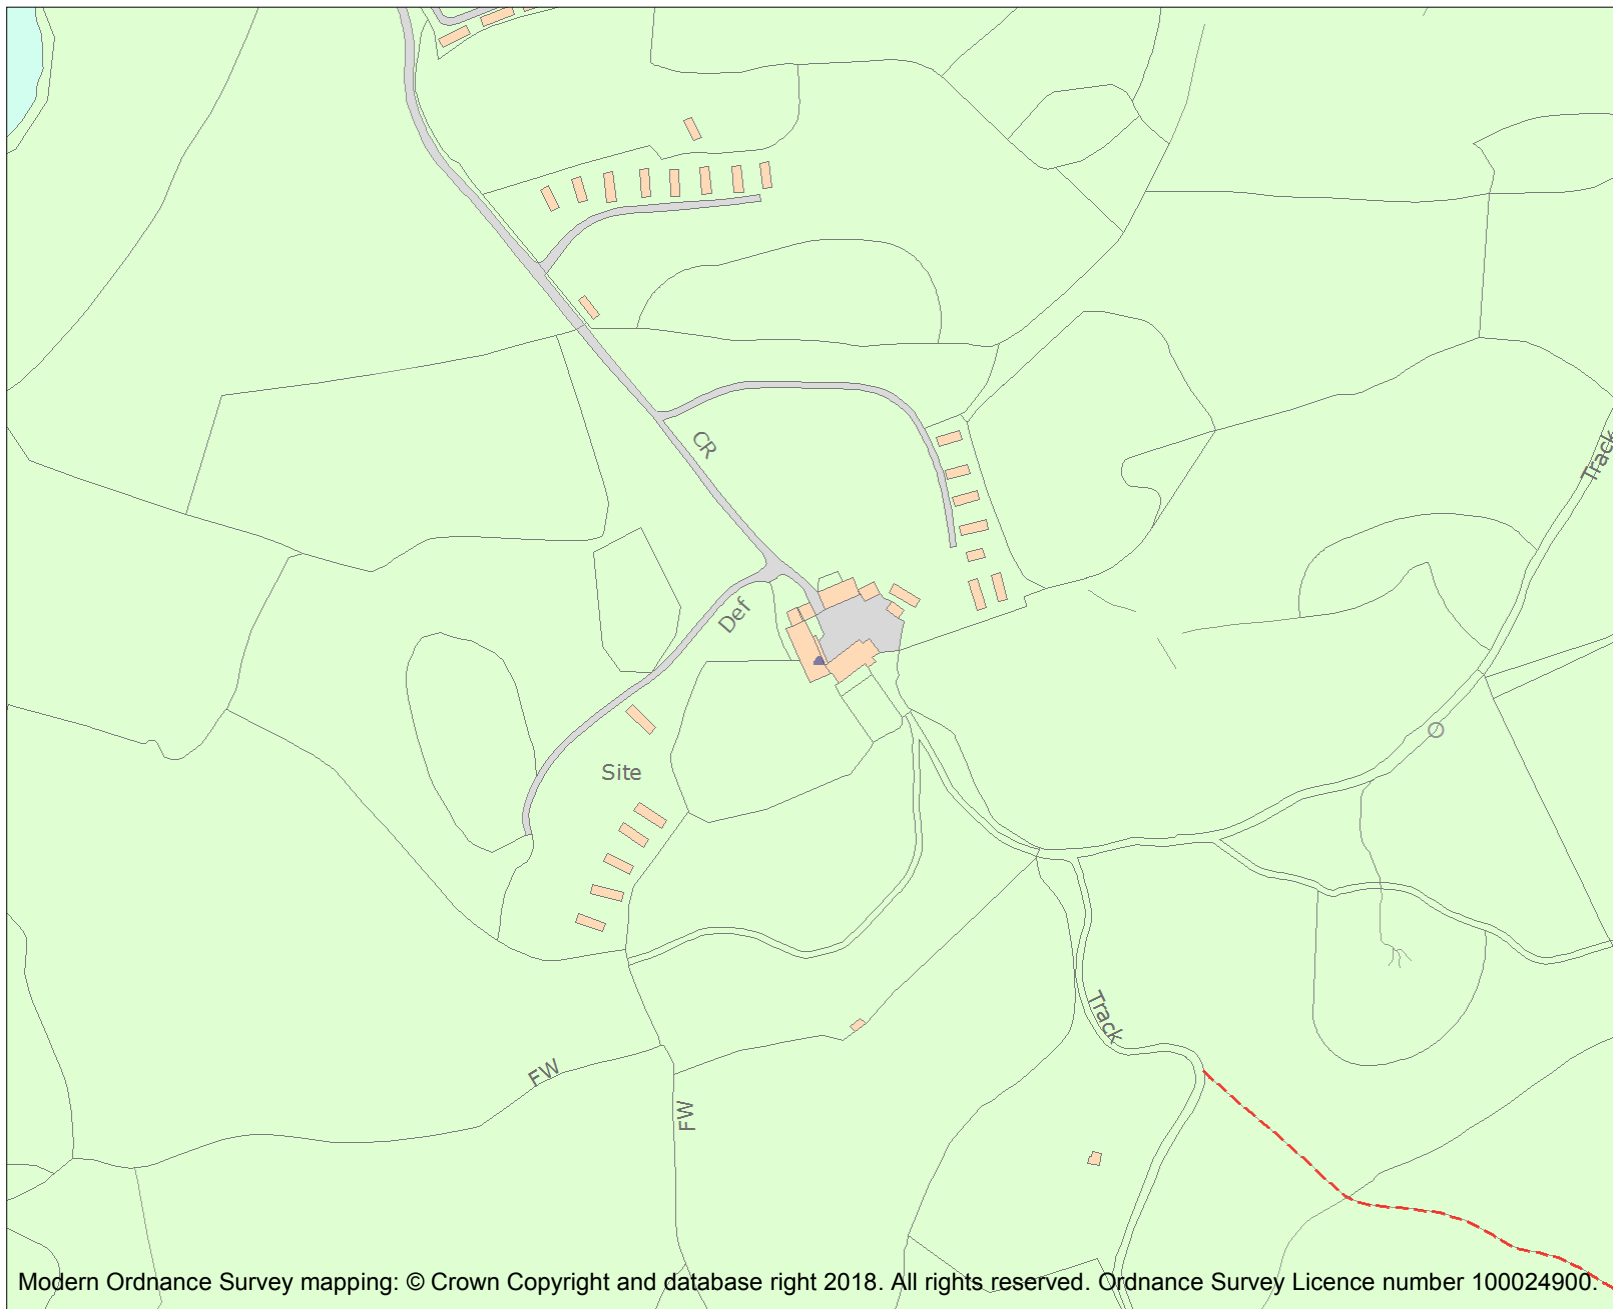 CR
Track
Def
Site
Track
FW
FW
Modern Ordnance Survey mapping: © Crown Copyright and database right 2018. All rights reserved. Ordnance Survey Licence number 100024900.